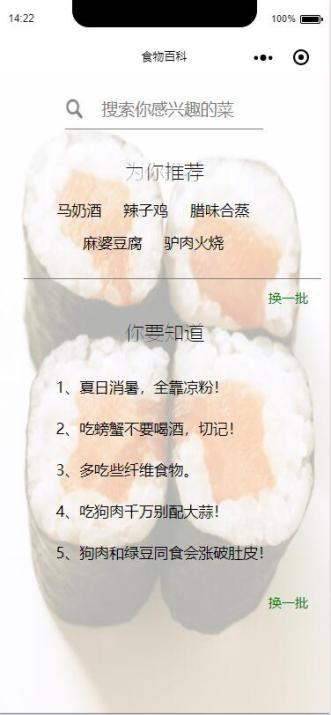 14:22
100%
食物百科
搜索你感兴趣的菜
为你推荐
马奶酒 辣子鸡 腊味合蒸
麻婆豆腐 驴肉火烧
换一批
你要知道
1、夏日消暑，全靠凉粉！
2、吃螃蟹不要喝酒，切记！
3、多吃些纤维食物。
4、吃狗肉千万别配大蒜！
5、狗肉和绿豆同食会涨破肚皮！
换一批